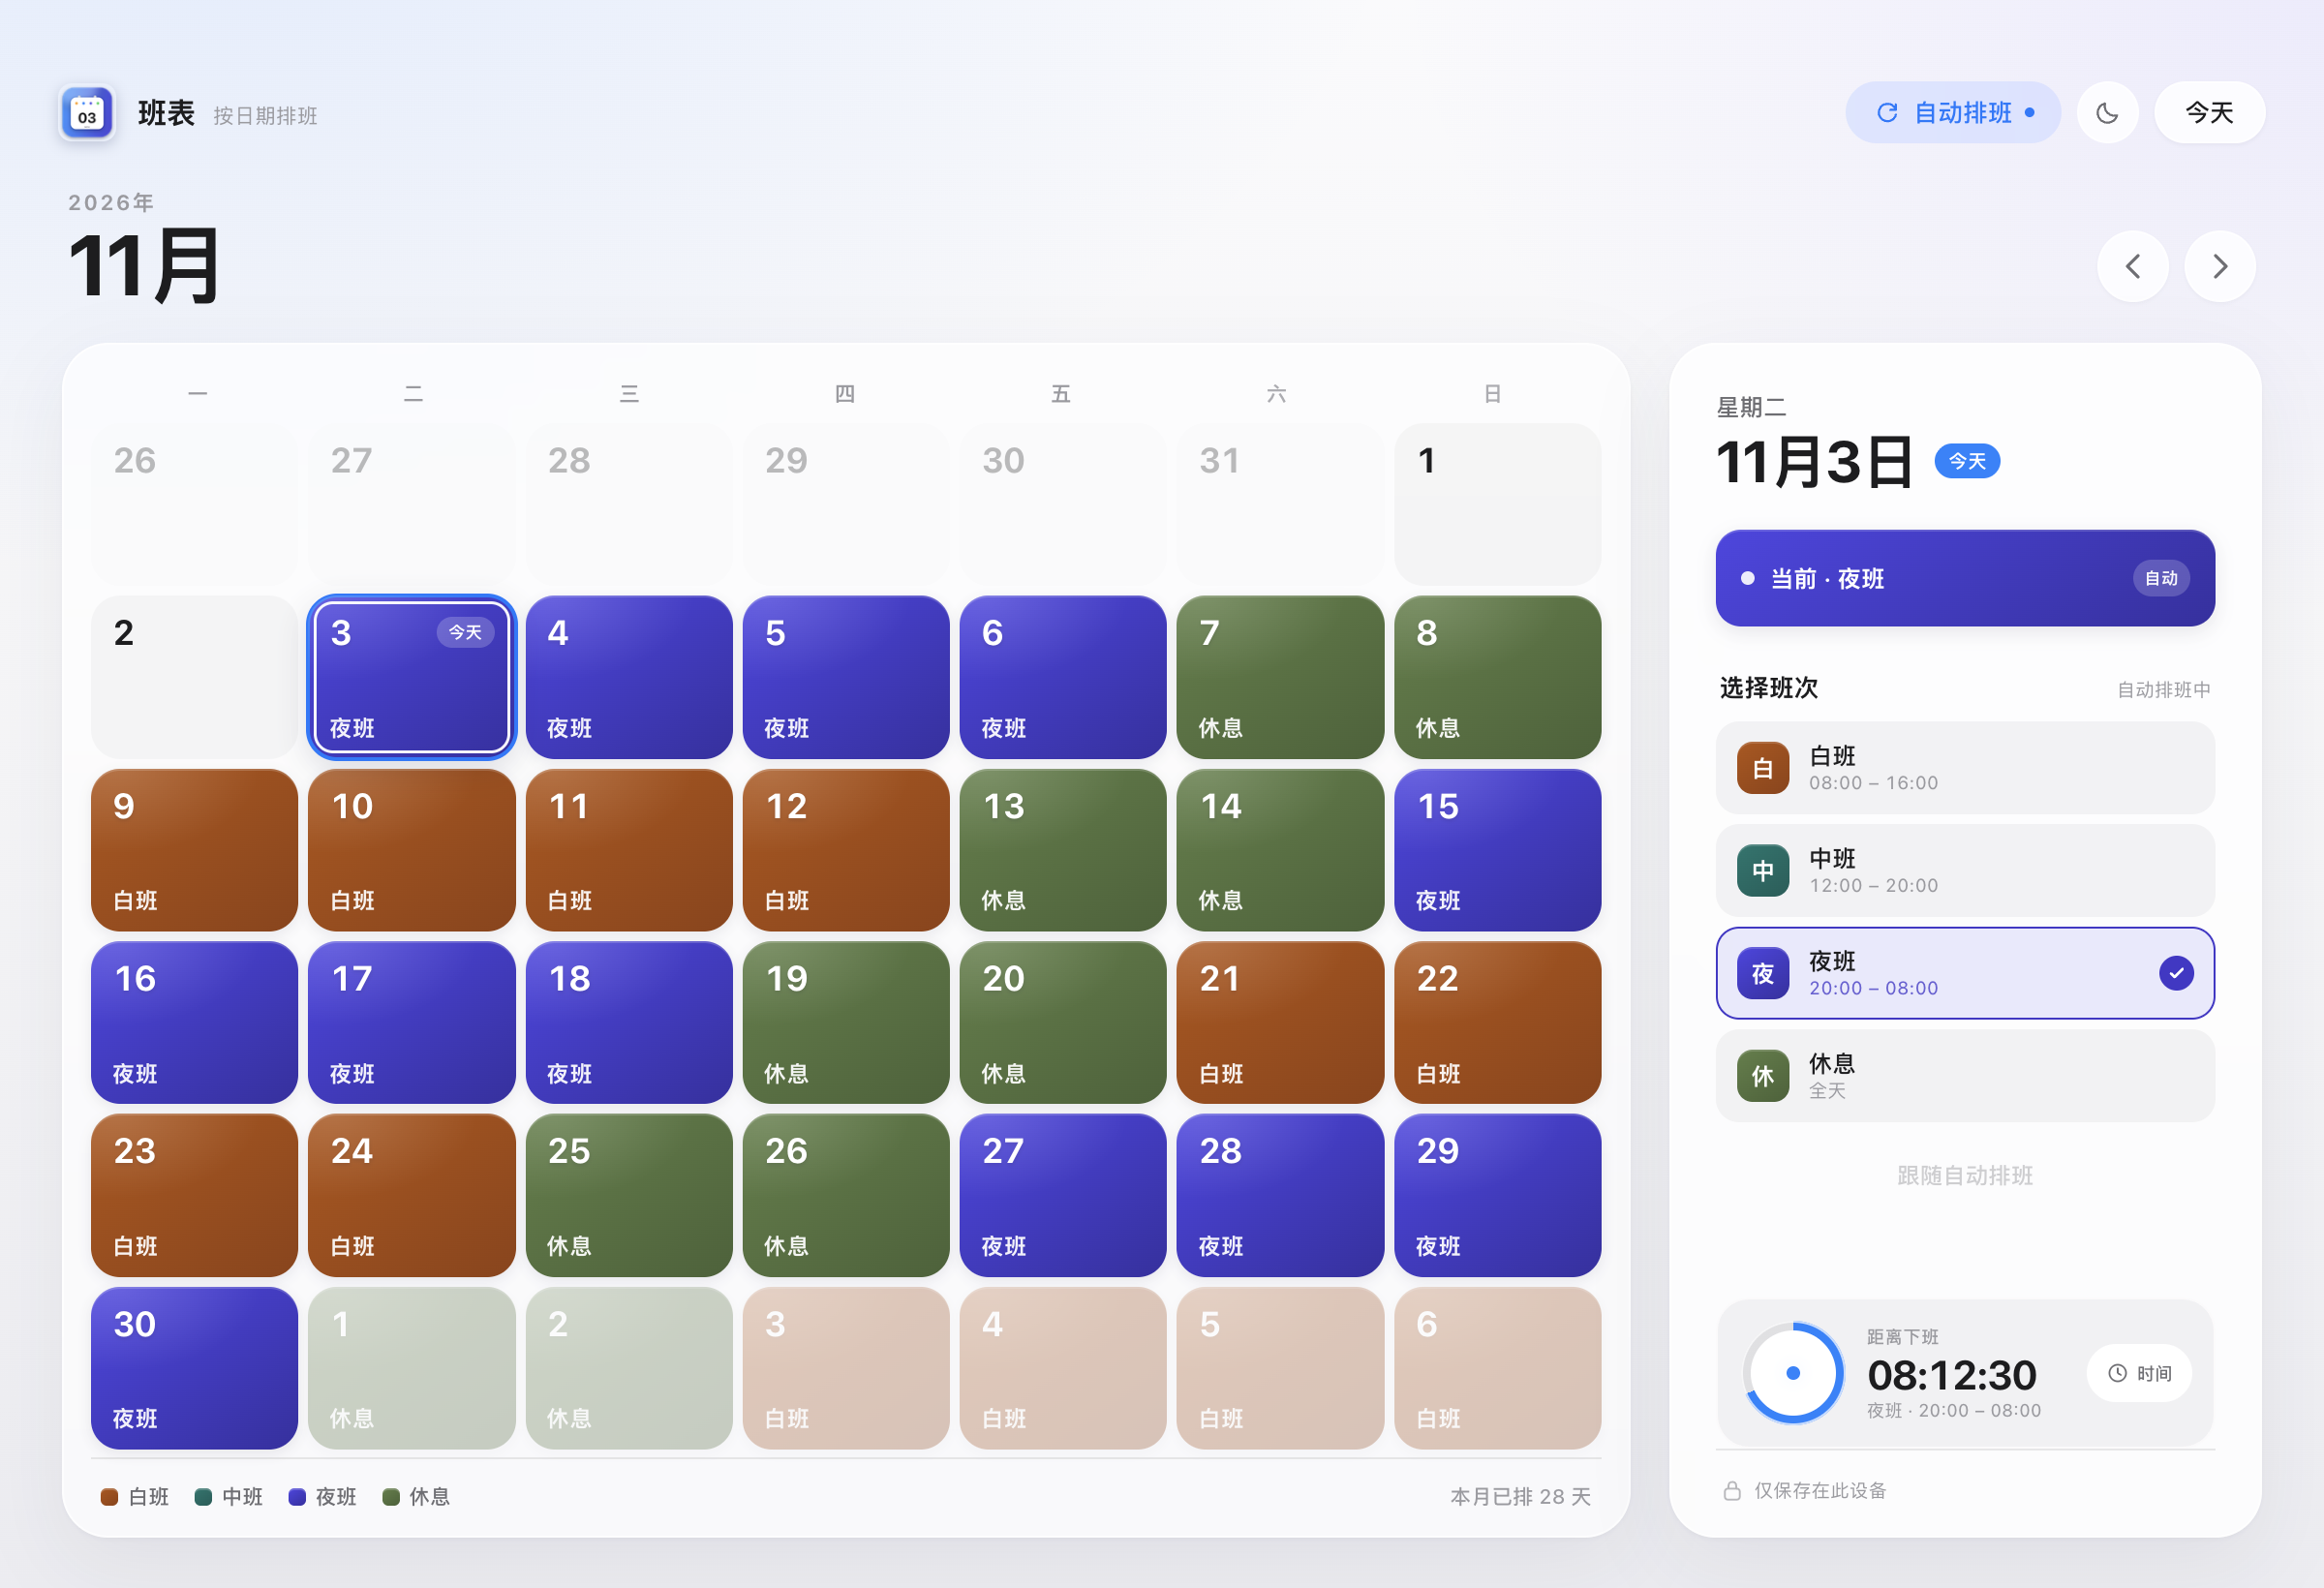 03
班表 按日期排班
自动排班
今天
2026年
11月
一 二 三 四 五 六 日
26 27 28 29 30 31 1
2 3 今天 4 5 6 7 8
夜班 夜班 夜班 夜班 休息 休息
9 10 11 12 13 14 15
白班 白班 白班 白班 休息 休息 夜班
16 17 18 19 20 21 22
夜班 夜班 夜班 休息 休息 白班 白班
23 24 25 26 27 28 29
白班 白班 休息 休息 夜班 夜班 夜班
30 1 2 3 4 5 6
夜班 休息 休息 白班 白班 白班 白班
白班 中班 夜班 休息
本月已排 28 天
星期二
11月3日 今天
当前 · 夜班 自动
选择班次 自动排班中
白 白班
08:00 – 16:00
中 中班
12:00 – 20:00
夜 夜班
20:00 – 08:00
休 休息
全天
跟随自动排班
距离下班
08:12:30
夜班 · 20:00 – 08:00
时间
仅保存在此设备